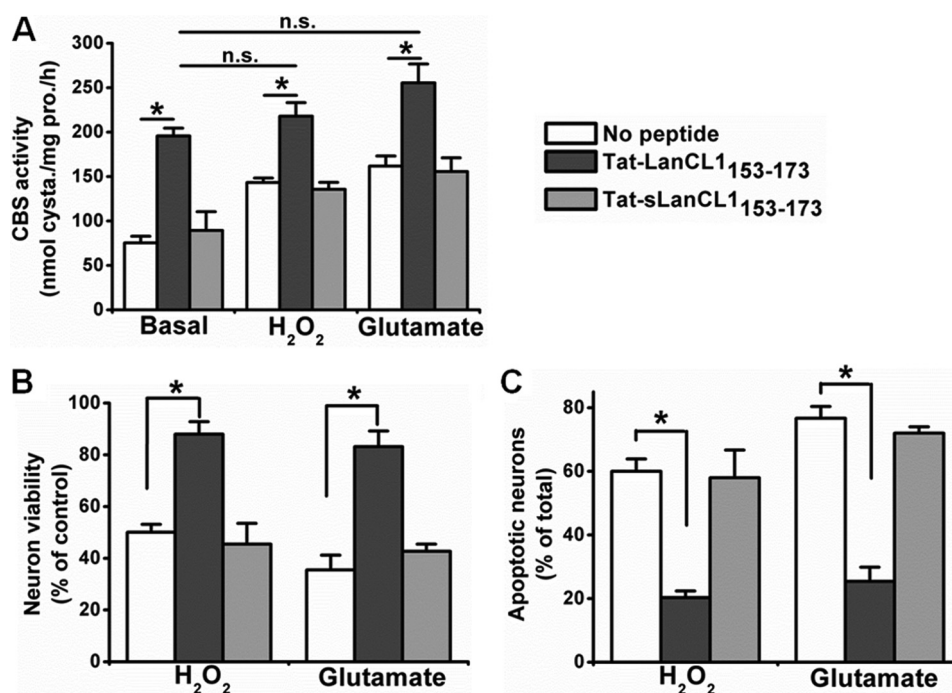 A
n.s.
n.s.
*
*
*
300
250
200
150
100
50
0
CBS activity
(nmol cysta./mg pro./h)
Basal
H2O2
Glutamate
No peptide
Tat-LanCL1153-173
Tat-sLanCL1153-173
B
*
*
100
80
60
40
20
0
Neuron viability
(% of control)
H2O2
Glutamate
C
*
*
80
60
40
20
0
Apoptotic neurons
(% of total)
H2O2
Glutamate